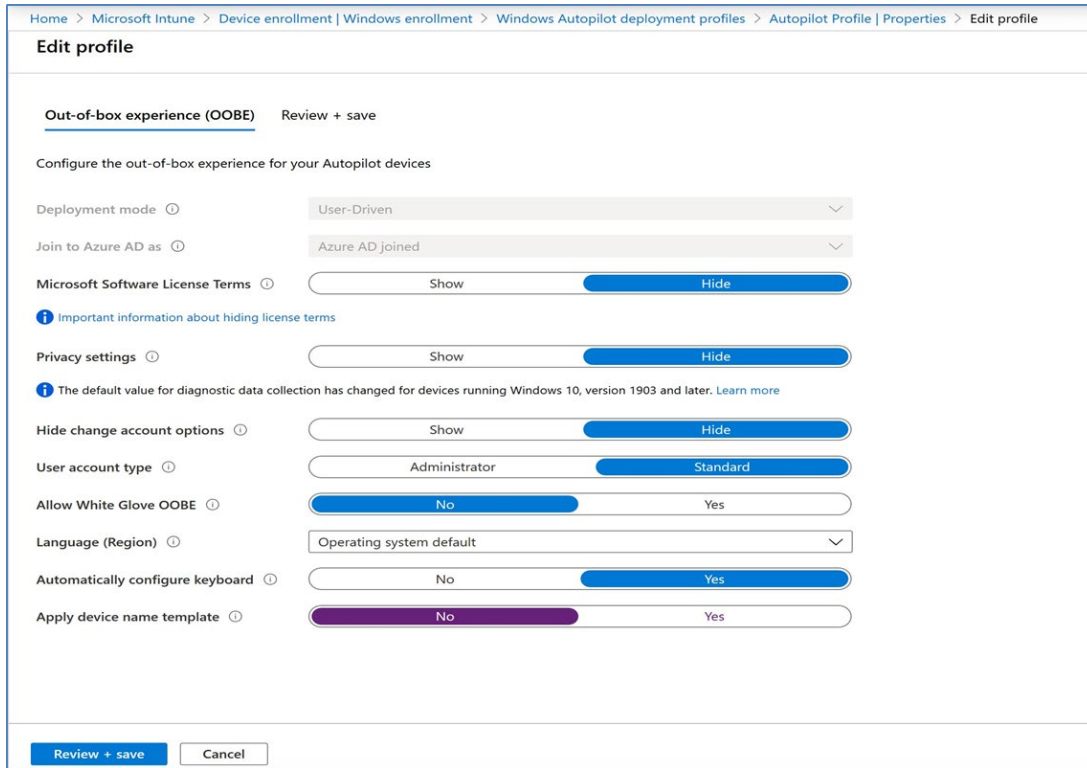 Home > Microsoft Intune > Device enrollment | Windows enrollment > Windows Autopilot deployment profiles > Autopilot Profile | Properties > Edit profile
Edit profile
Out-of-box experience (OOBE) Review + save
Configure the out-of-box experience for your Autopilot devices
Deployment mode User-Driven
Join to Azure AD as Azure AD joined
Microsoft Software License Terms Show Hide
Important information about hiding license terms
Privacy settings Show Hide
The default value for diagnostic data collection has changed for devices running Windows 10, version 1903 and later. Learn more
Hide change account options Show Hide
User account type Administrator Standard
Allow White Glove OOBE No Yes
Language (Region) Operating system default
Automatically configure keyboard No Yes
Apply device name template No Yes
Review + save Cancel